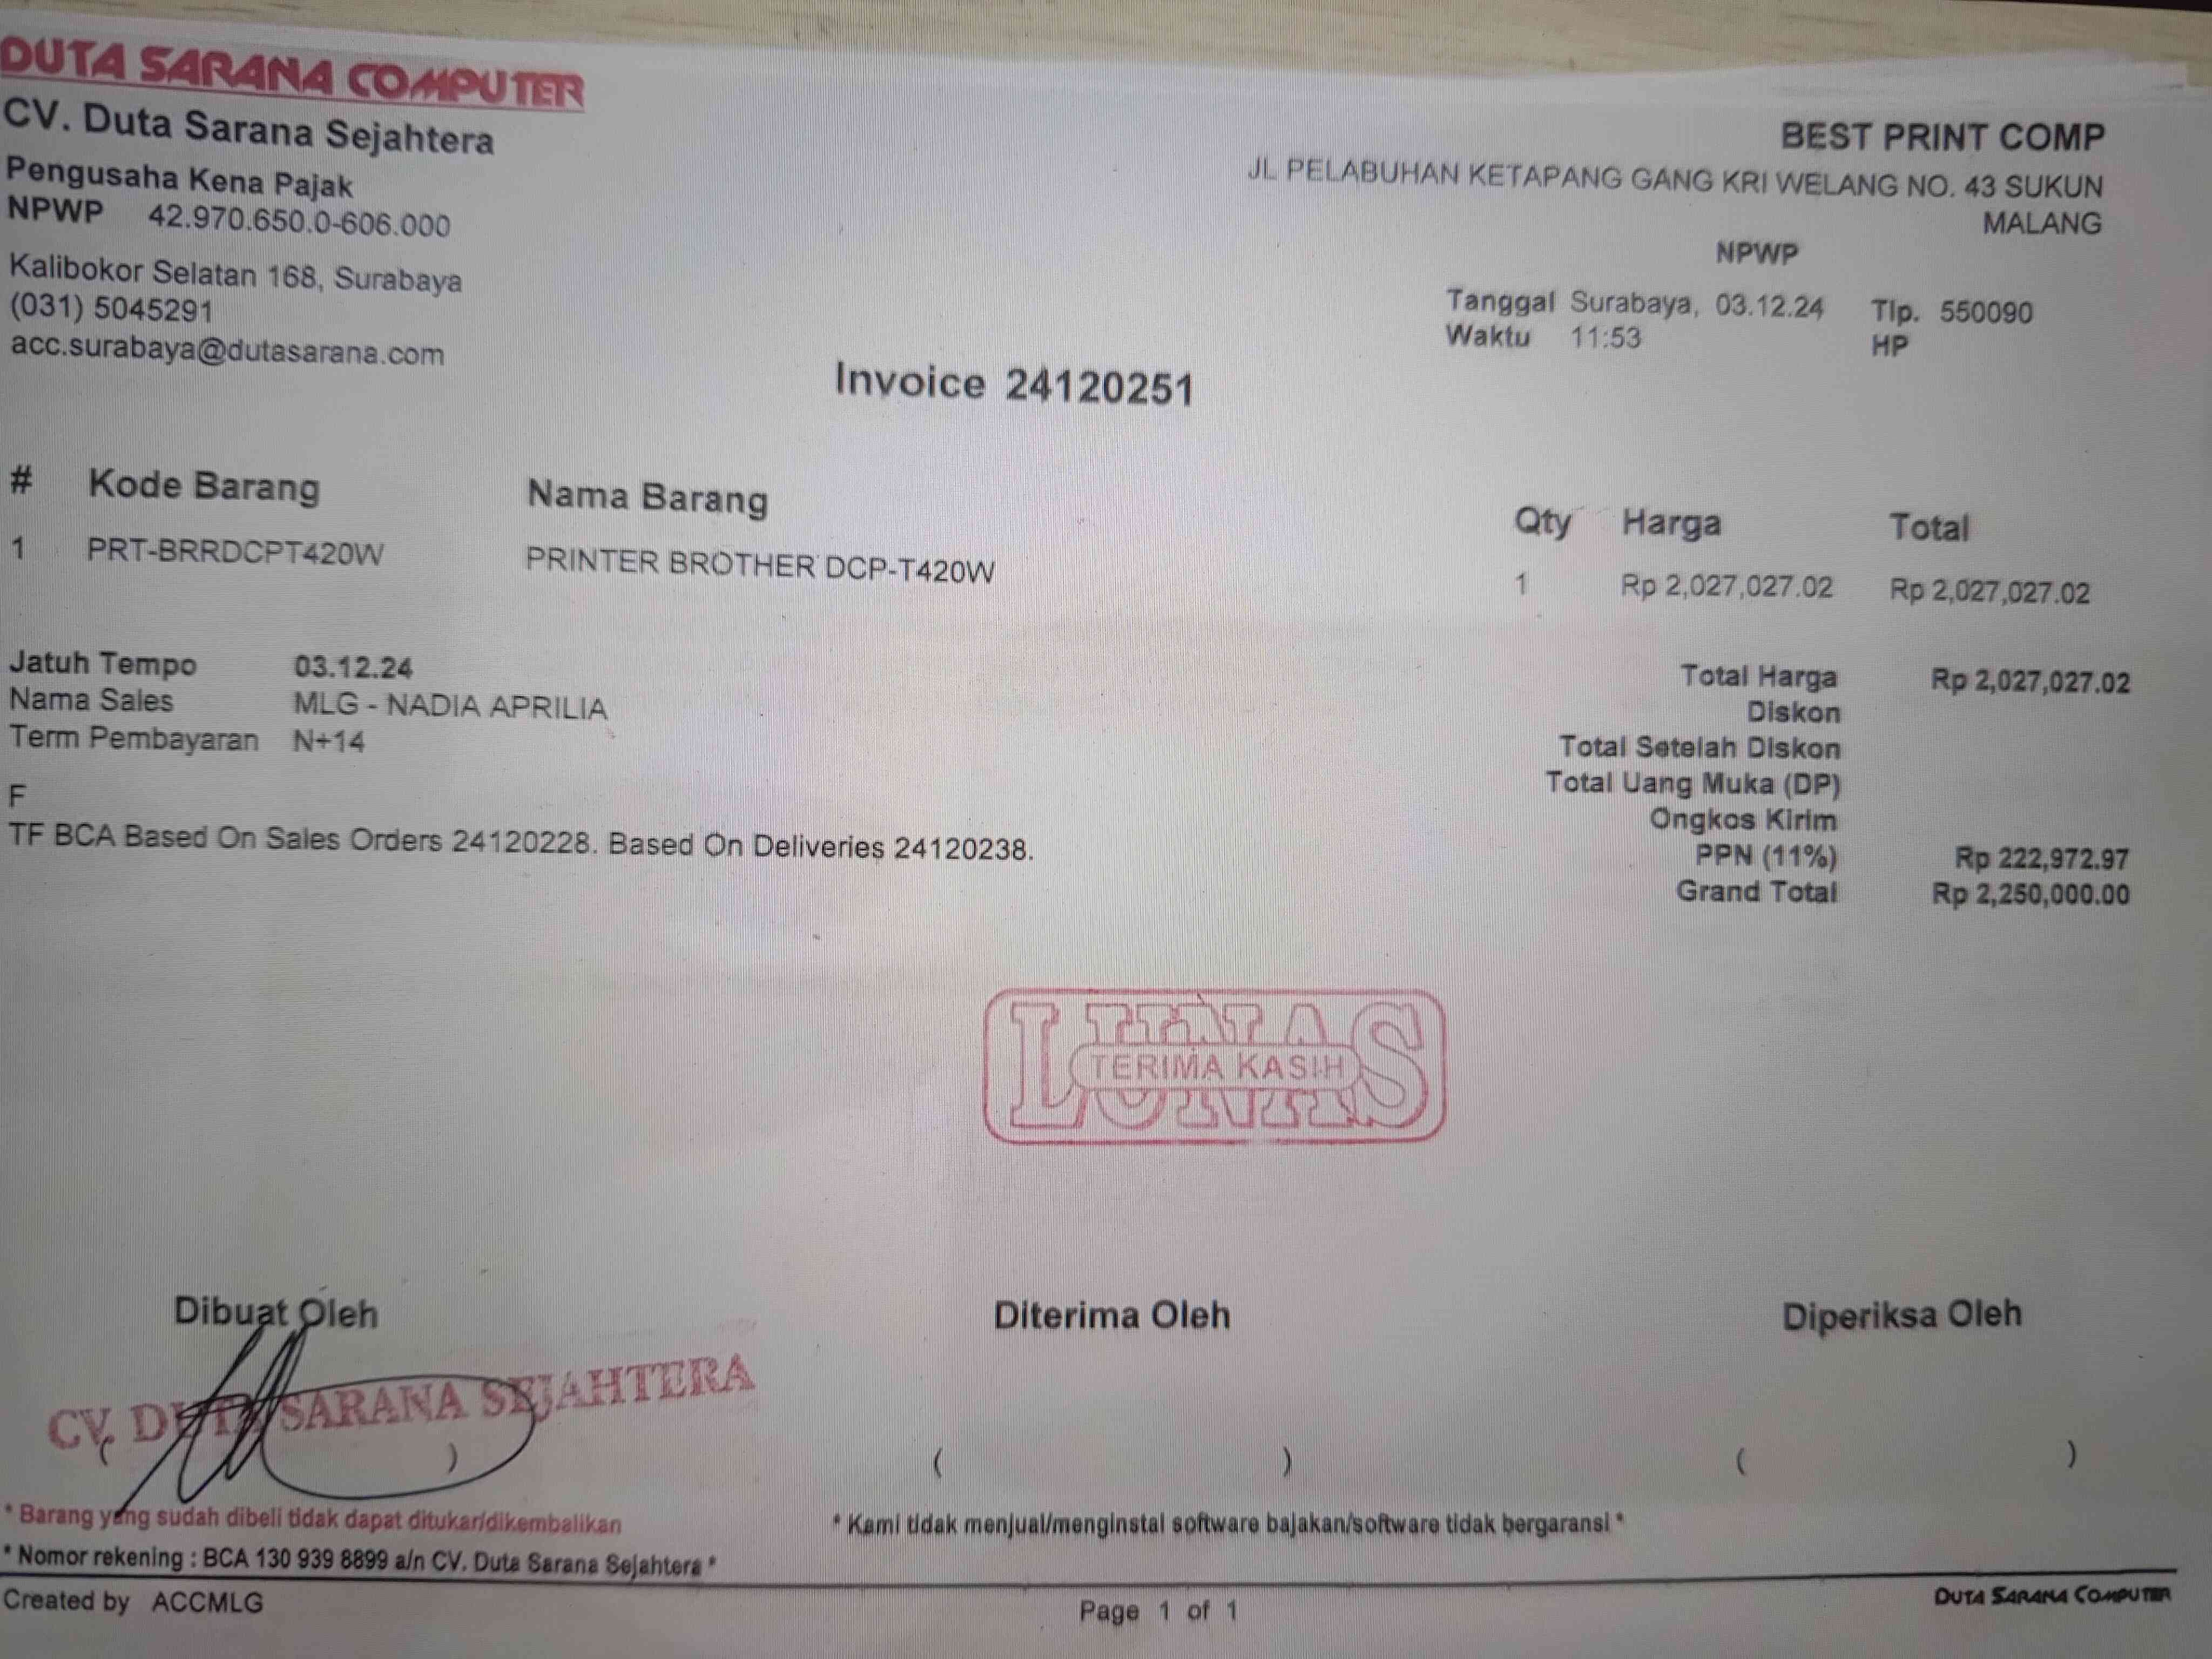 DUTA SARANA COMPUTER
CV. Duta Sarana Sejahtera
Pengusaha Kena Pajak
NPWP 42.970.650.0-606.000
Kalibokor Selatan 168, Surabaya
(031) 5045291
acc.surabaya@dutasarana.com
BEST PRINT COMP
JL PELABUHAN KETAPANG GANG KRI WELANG NO. 43 SUKUN
MALANG
NPWP
Tanggal Surabaya, 03.12.24 Tlp. 550090
Waktu 11:53 HP
Invoice 24120251
# Kode Barang Nama Barang Qty Harga Total
1 PRT-BRRDCPT420W PRINTER BROTHER DCP-T420W 1 Rp 2,027,027.02 Rp 2,027,027.02
Jatuh Tempo 03.12.24
Nama Sales MLG - NADIA APRILIA
Term Pembayaran N+14
F
TF BCA Based On Sales Orders 24120228. Based On Deliveries 24120238.
Total Harga Rp 2,027,027.02
Diskon
Total Setelah Diskon
Total Uang Muka (DP)
Ongkos Kirim
PPN (11%) Rp 222,972.97
Grand Total Rp 2,250,000.00
LUNAS
TERIMA KASIH
Dibuat Oleh Diterima Oleh Diperiksa Oleh
CV. DUTA SARANA SEJAHTERA
( ) ( ) ( )
* Barang yang sudah dibeli tidak dapat ditukar/dikembalikan
* Kami tidak menjual/menginstal software bajakan/software tidak bergaransi *
* Nomor rekening : BCA 130 939 8899 a/n CV. Duta Sarana Sejahtera *
Created by ACCMLG Page 1 of 1 DUTA SARANA COMPUTER